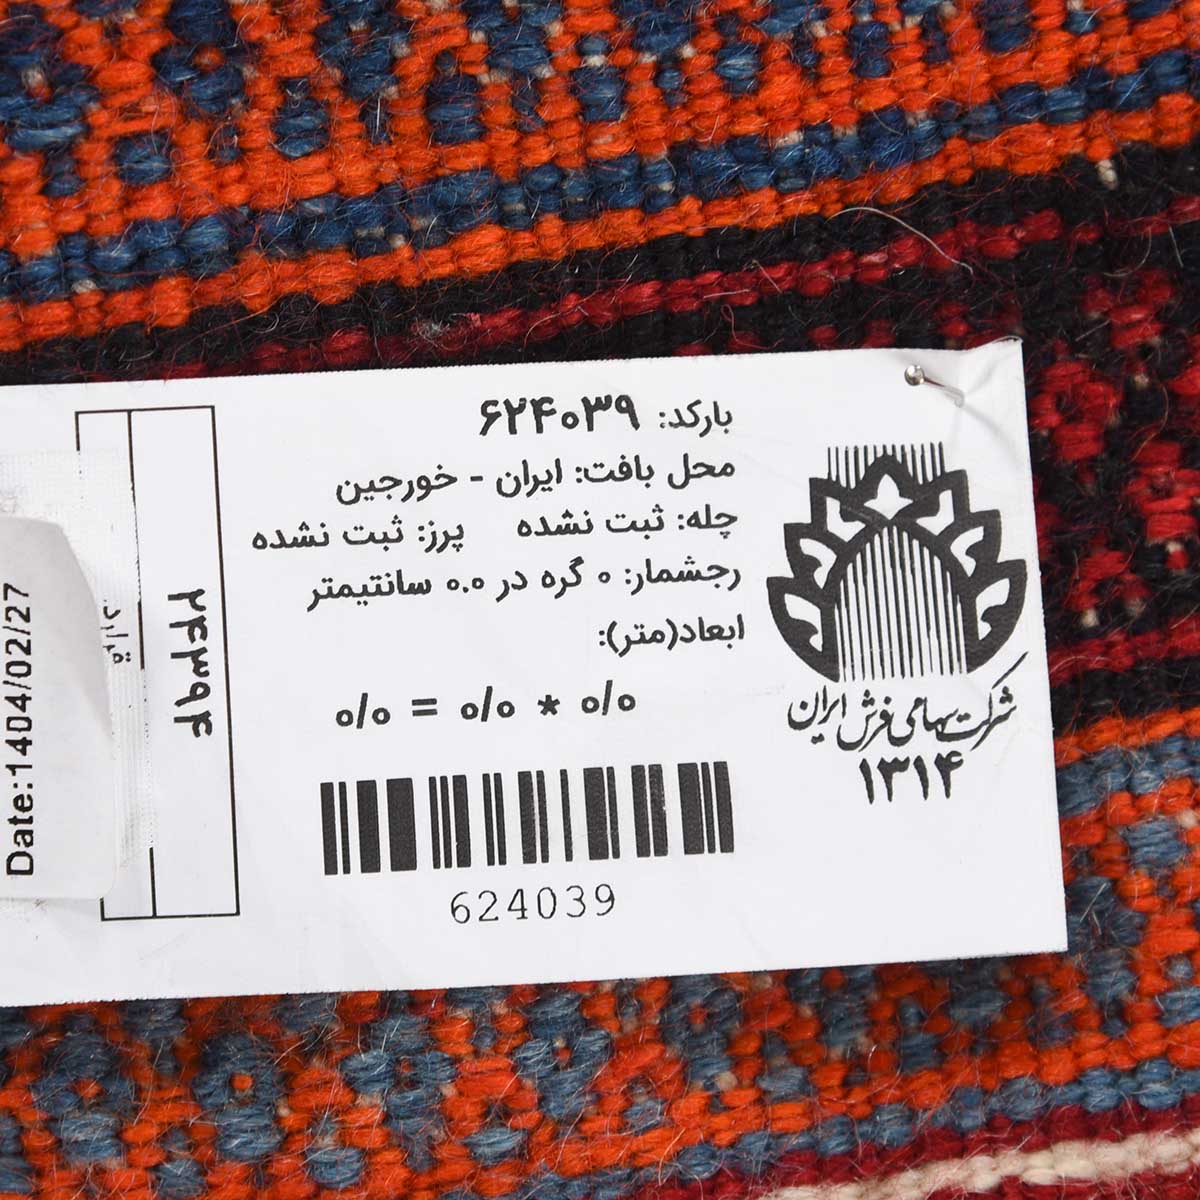 بارکد: ۶۲۴۰۳۹
محل بافت: ایران - خورجین
چله: ثبت نشده پرز: ثبت نشده
رجشمار: ۰ گره در ۰.۰ سانتیمتر
ابعاد(متر):
۰/۰ * ۰/۰ = ۰/۰
624039
شرکت سهامی فرش ایران
۱۳۱۴
۲۴۳۹۴
Date:1404/02/27